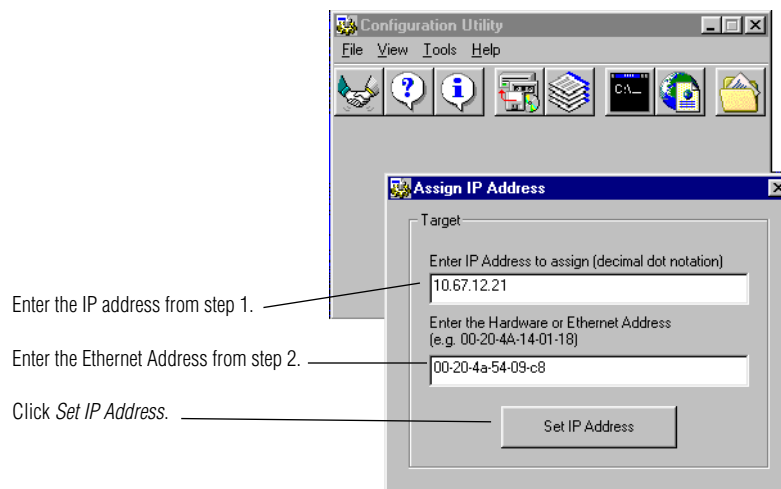 Configuration Utility
File View Tools Help
C:\_
Assign IP Address
Target
Enter IP Address to assign (decimal dot notation)
10.67.12.21
Enter the IP address from step 1.
Enter the Hardware or Ethernet Address
(e.g. 00-20-4A-14-01-18)
Enter the Ethernet Address from step 2.
00-20-4a-54-09-c8
Click Set IP Address.
Set IP Address